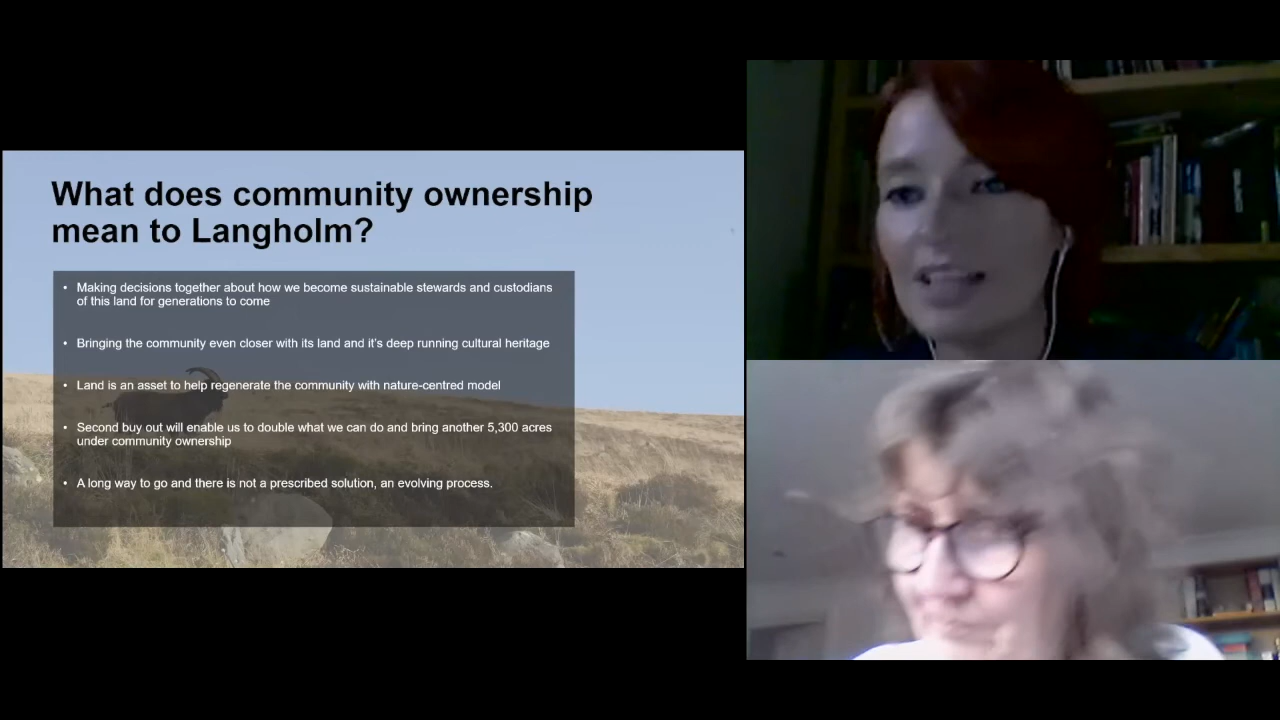 What does community ownership
mean to Langholm?
• Making decisions together about how we become sustainable stewards and custodians
of this land for generations to come
• Bringing the community even closer with its land and it's deep running cultural heritage
• Land is an asset to help regenerate the community with nature-centred model
• Second buy out will enable us to double what we can do and bring another 5,300 acres
under community ownership
• A long way to go and there is not a prescribed solution, an evolving process.